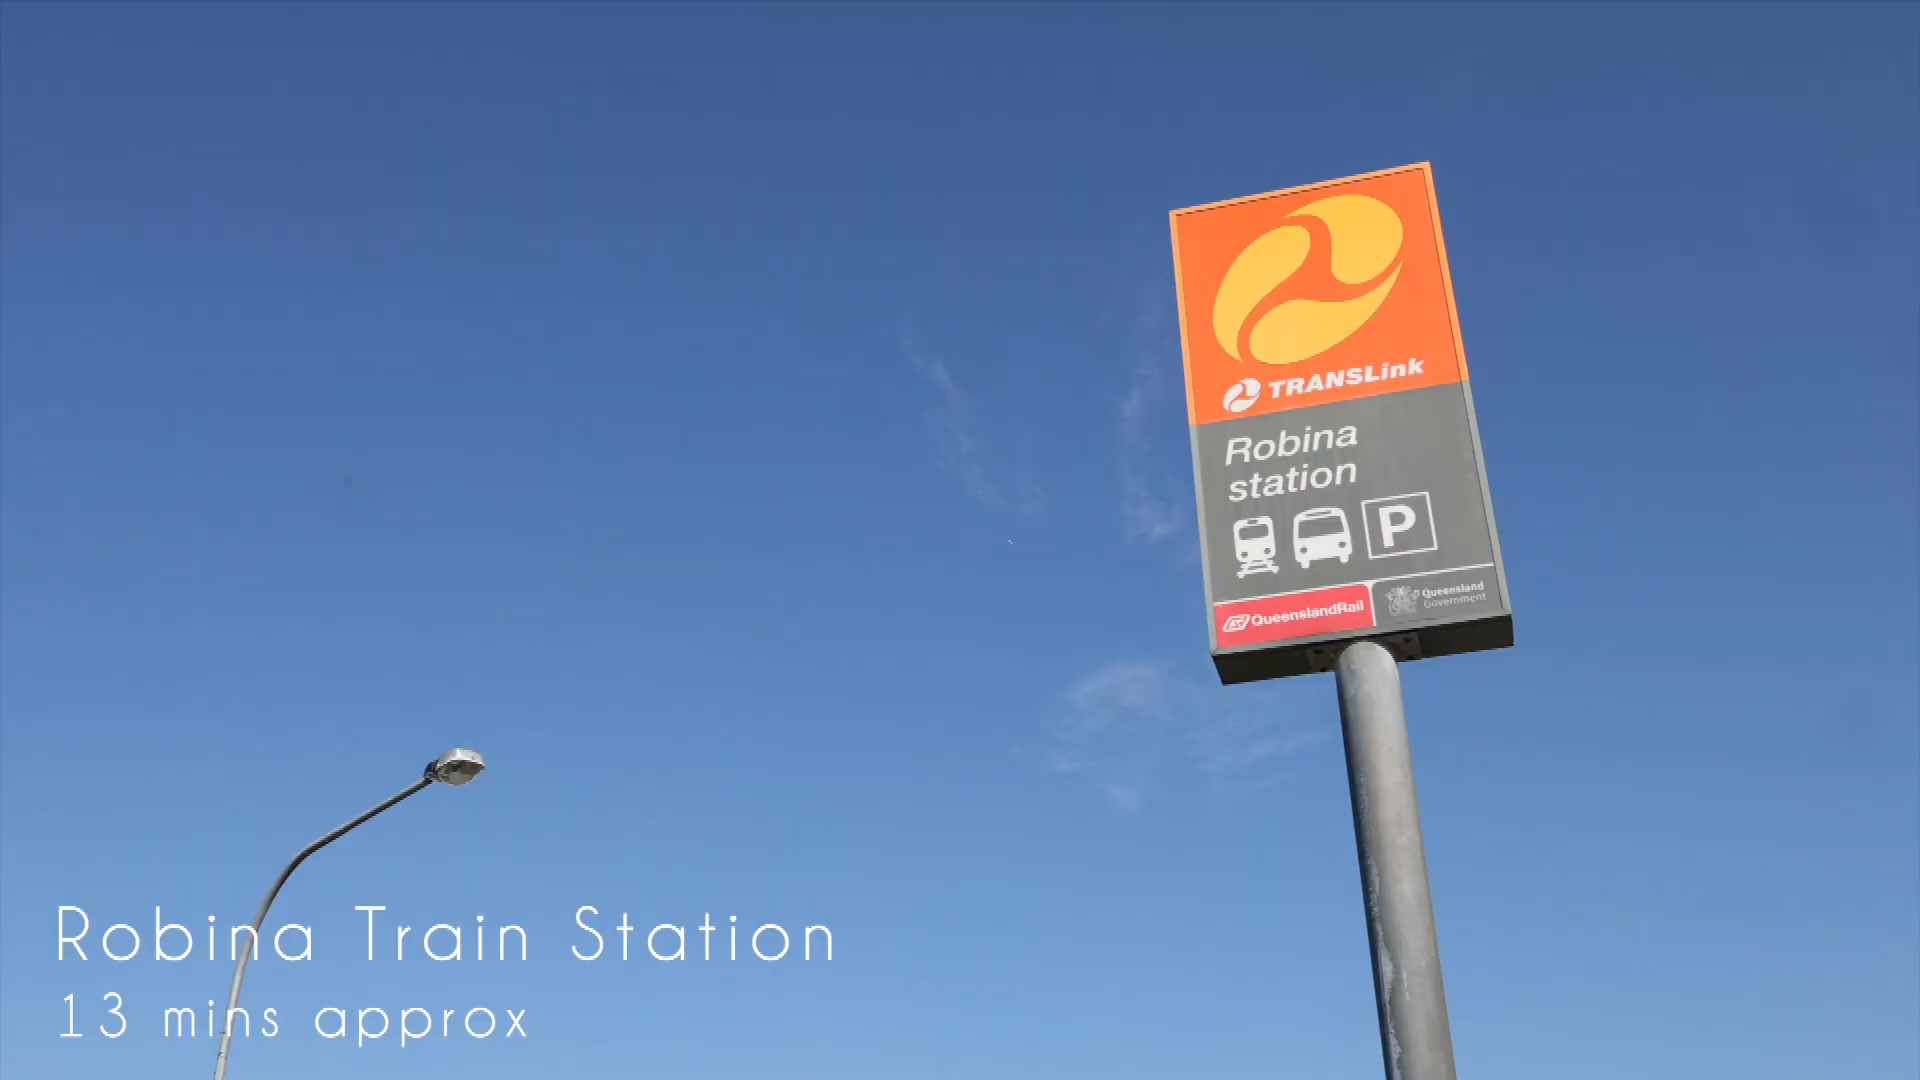 TRANSLink
Robina
station
P
QueenslandRail
Queensland
Government
Robina Train Station
13 mins approx